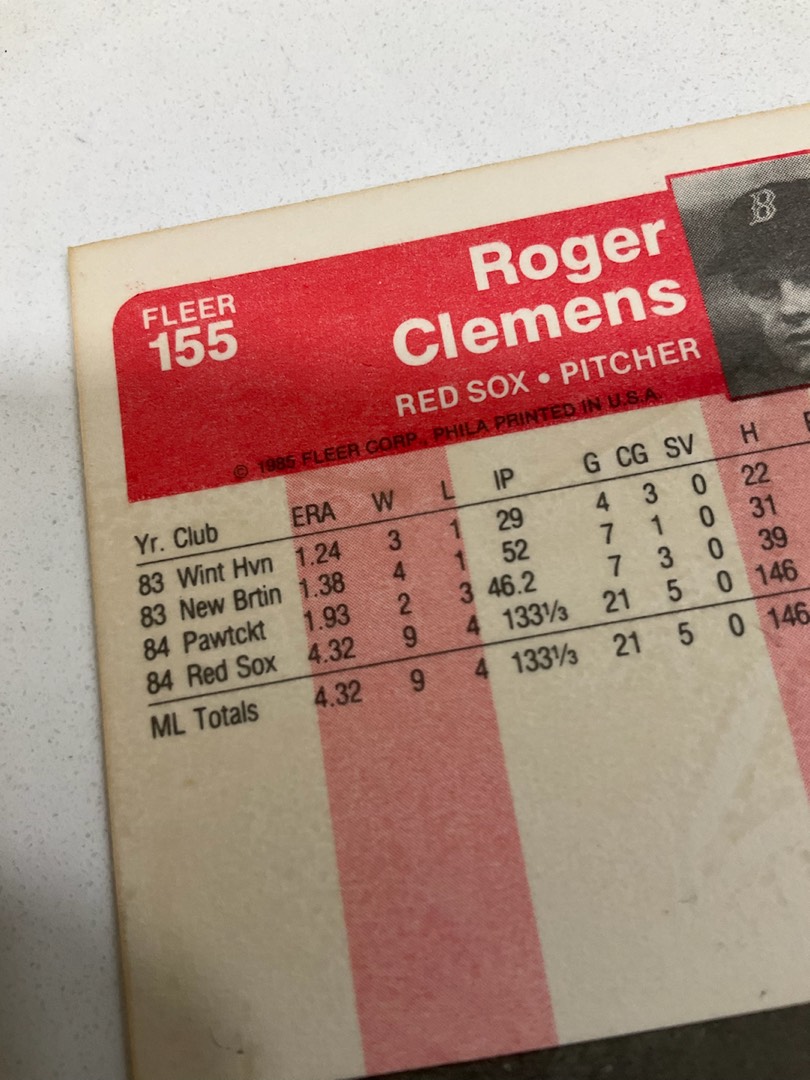 B
Roger
FLEER
155
Clemens
RED SOX • PITCHER
© 1985 FLEER CORP. PHILA PRINTED IN U.S.A.
Yr. Club ERA W L IP G CG SV H
83 Wint Hvn 1.24 3 1 29 4 3 0 22
83 New Brtin 1.38 4 1 52 7 1 0 31
84 Pawtckt 1.93 2 3 46.2 7 3 0 39
84 Red Sox 4.32 9 4 133⅓ 21 5 0 146
ML Totals 4.32 9 4 133⅓ 21 5 0 146